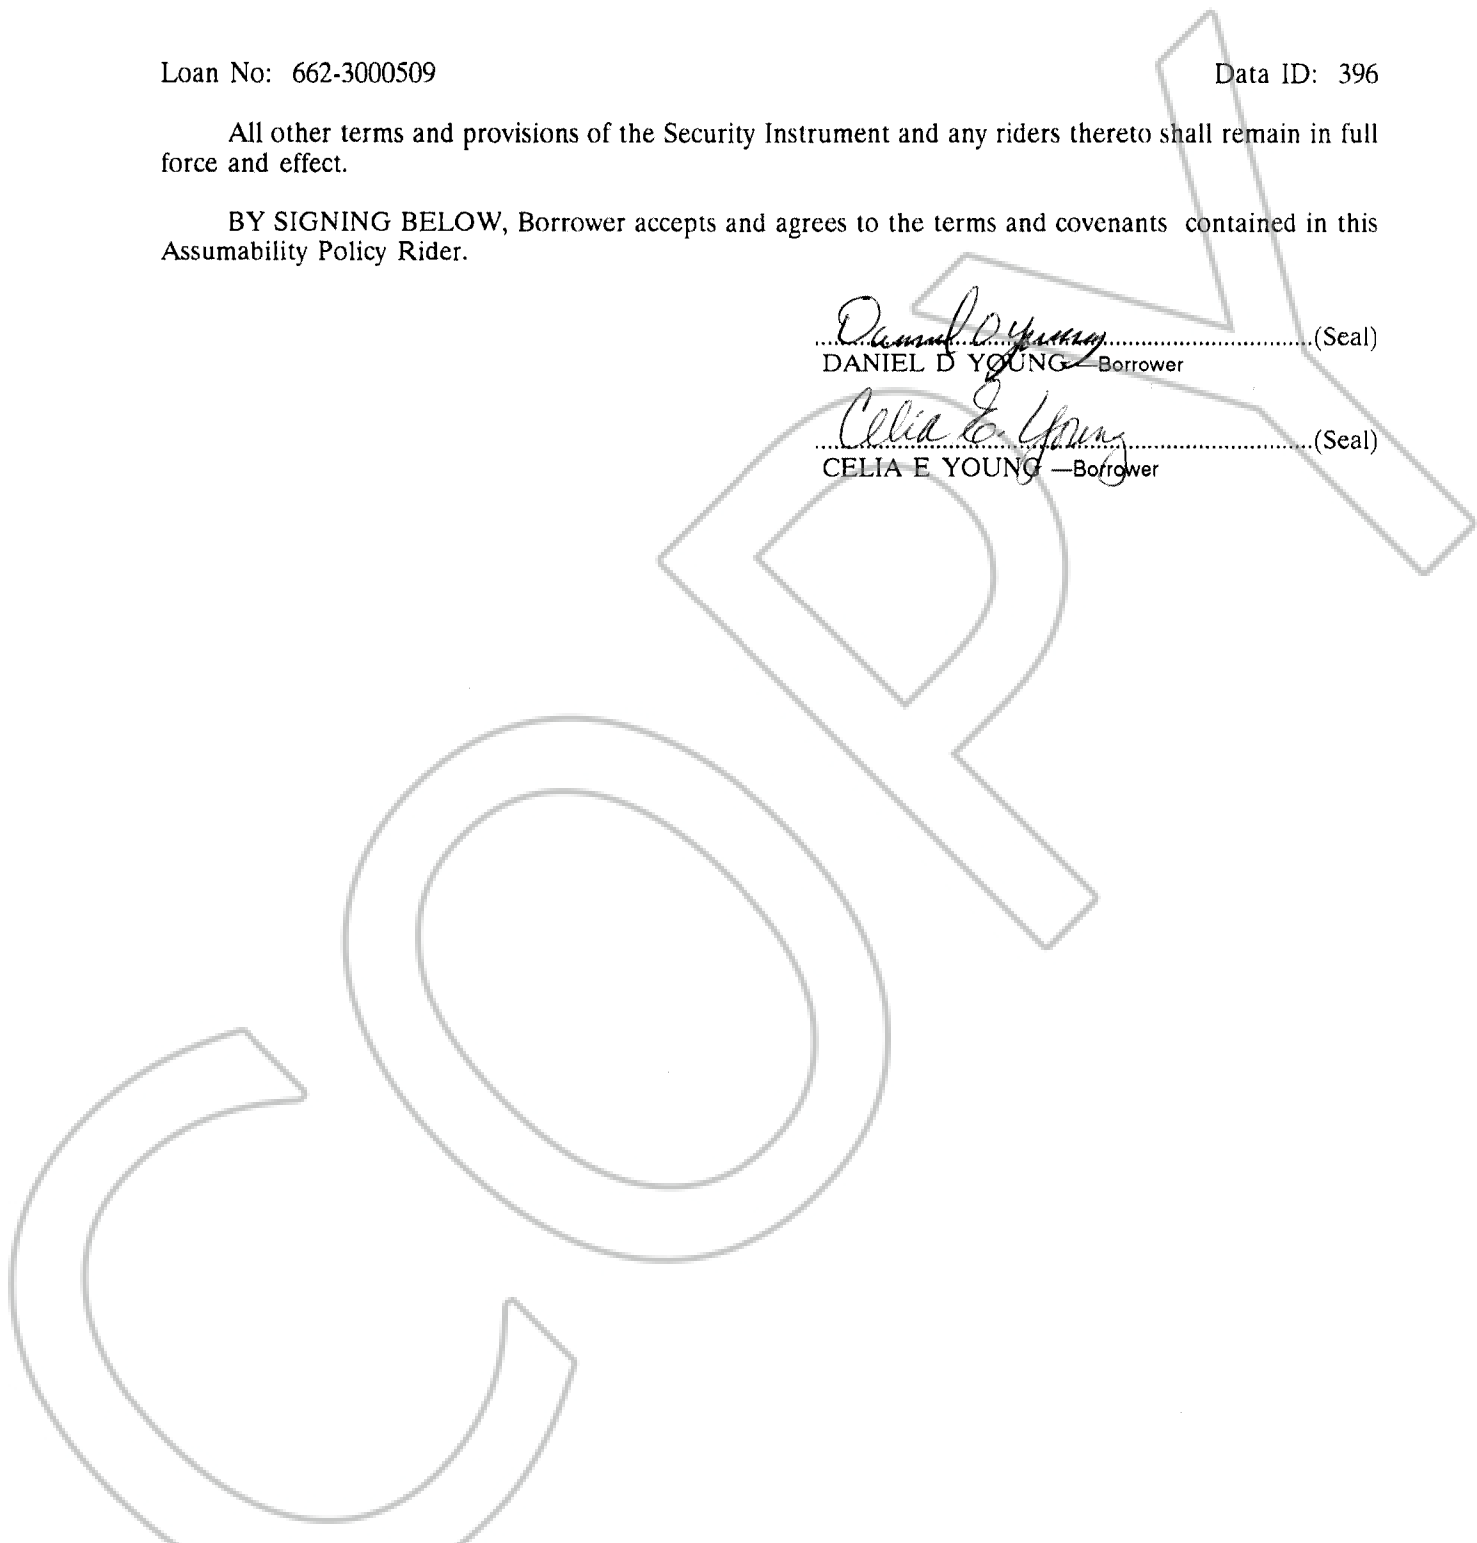 Loan No: 662-3000509 Data ID: 396
All other terms and provisions of the Security Instrument and any riders thereto shall remain in full
force and effect.
BY SIGNING BELOW, Borrower accepts and agrees to the terms and covenants contained in this
Assumability Policy Rider.
Daniel D Young (Seal)
DANIEL D YOUNG —Borrower
Celia E. Young (Seal)
CELIA E YOUNG —Borrower
COPY